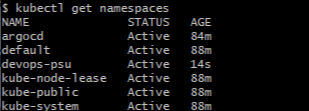 $ kubectl get namespaces
NAME STATUS AGE
argocd Active 84m
default Active 88m
devops-psu Active 14s
kube-node-lease Active 88m
kube-public Active 88m
kube-system Active 88m